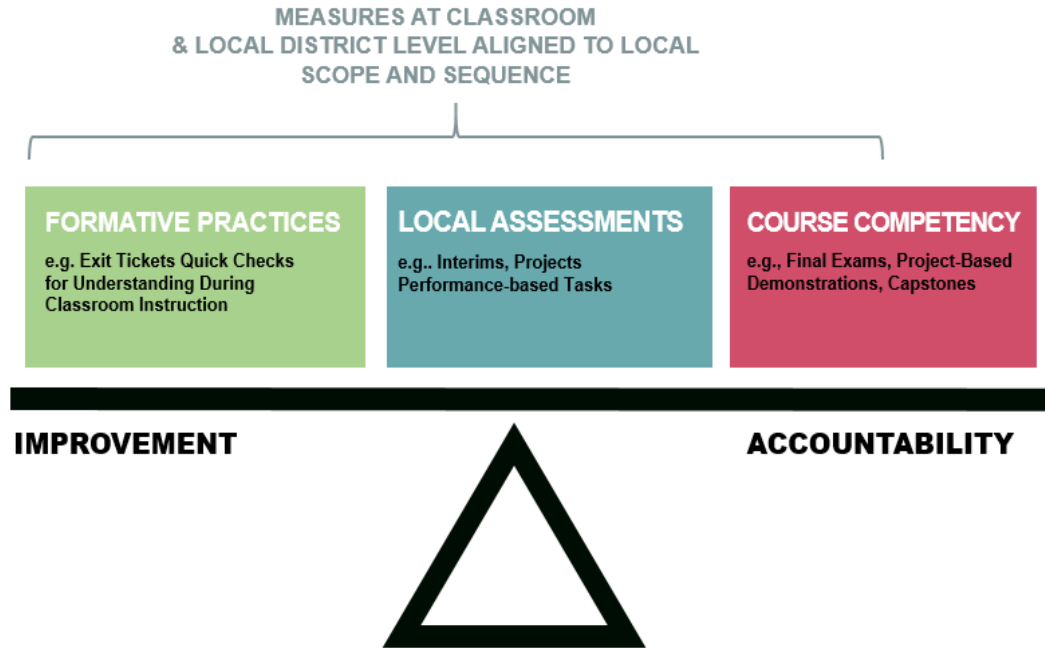 MEASURES AT CLASSROOM
& LOCAL DISTRICT LEVEL ALIGNED TO LOCAL
SCOPE AND SEQUENCE
FORMATIVE PRACTICES
e.g. Exit Tickets Quick Checks
for Understanding During
Classroom Instruction
LOCAL ASSESSMENTS
e.g.. Interims, Projects
Performance-based Tasks
COURSE COMPETENCY
e.g., Final Exams, Project-Based
Demonstrations, Capstones
IMPROVEMENT
ACCOUNTABILITY